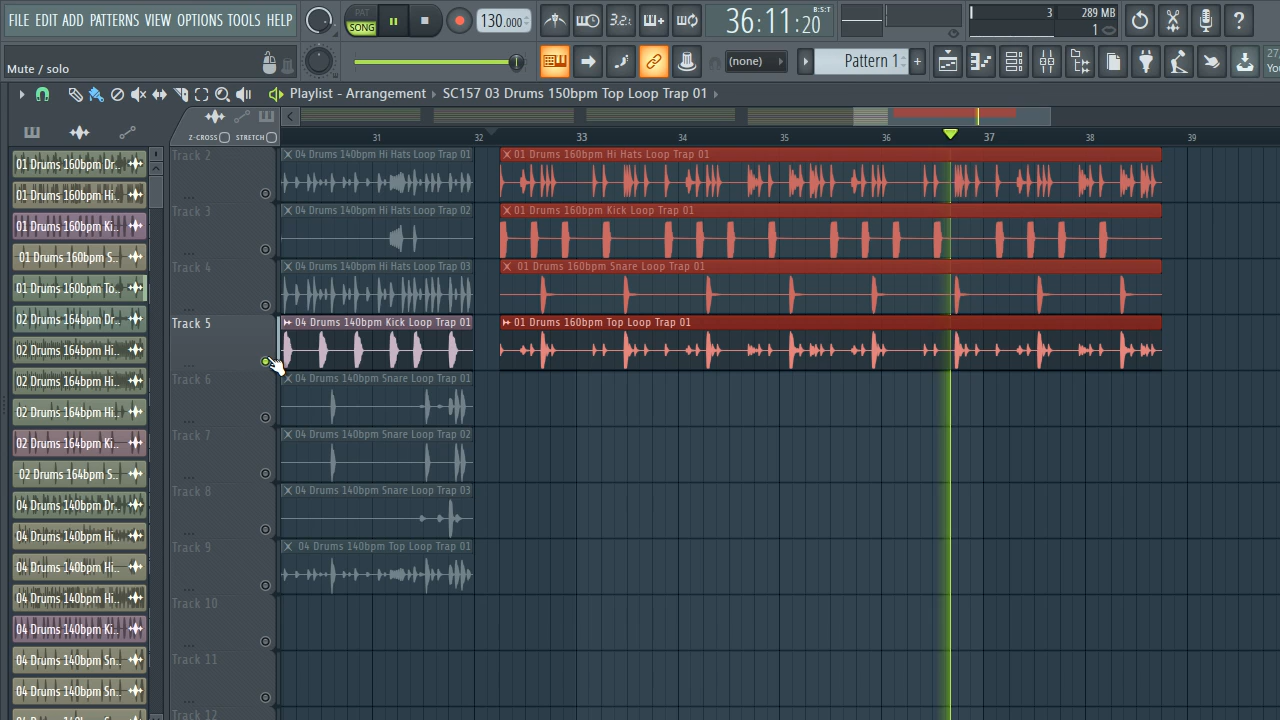 FILE EDIT ADD PATTERNS VIEW OPTIONS TOOLS HELP
PAT
SONG
130.000
3.2.
36:11:20
B:S:T
3
289 MB
1
27
Mute / solo
(none)
Pattern 1
+
You
Playlist - Arrangement
SC157 03 Drums 150bpm Top Loop Trap 01
Z-CROSS
STRETCH
31
32
33
34
35
36
37
38
39
01 Drums 160bpm Dr..
01 Drums 160bpm Hi..
01 Drums 160bpm Ki..
01 Drums 160bpm S..
01 Drums 160bpm To..
02 Drums 164bpm Dr..
02 Drums 164bpm Hi..
02 Drums 164bpm Hi..
02 Drums 164bpm Hi..
02 Drums 164bpm Ki..
02 Drums 164bpm S..
04 Drums 140bpm Dr..
04 Drums 140bpm Hi..
04 Drums 140bpm Hi..
04 Drums 140bpm Hi..
04 Drums 140bpm Ki..
04 Drums 140bpm Sn..
04 Drums 140bpm Sn..
Track 2
04 Drums 140bpm Hi Hats Loop Trap 01
01 Drums 160bpm Hi Hats Loop Trap 01
Track 3
04 Drums 140bpm Hi Hats Loop Trap 02
01 Drums 160bpm Kick Loop Trap 01
Track 4
04 Drums 140bpm Hi Hats Loop Trap 03
01 Drums 160bpm Snare Loop Trap 01
Track 5
04 Drums 140bpm Kick Loop Trap 01
01 Drums 160bpm Top Loop Trap 01
Track 6
04 Drums 140bpm Snare Loop Trap 01
Track 7
04 Drums 140bpm Snare Loop Trap 02
Track 8
04 Drums 140bpm Snare Loop Trap 03
Track 9
04 Drums 140bpm Top Loop Trap 01
Track 10
Track 11
Track 12